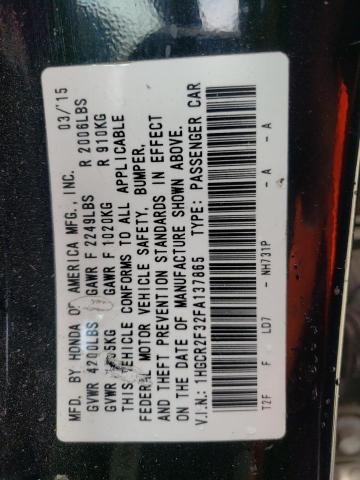 MFD. BY HONDA OF AMERICA MFG., INC. 03/'15
GVWR 4200LBS GAWR F 2249LBS R 2006LBS
GVWR GAWR F 1020KG R 910KG
THIS VEHICLE CONFORMS TO ALL APPLICABLE
FEDERAL MOTOR VEHICLE SAFETY, BUMPER,
AND THEFT PREVENTION STANDARDS IN EFFECT
ON THE DATE OF MANUFACTURE SHOWN ABOVE.
V.I.N.: 1HGCR2F32FA137665 TYPE: PASSENGER CAR
T2F F LD7 - NH731P - A - A